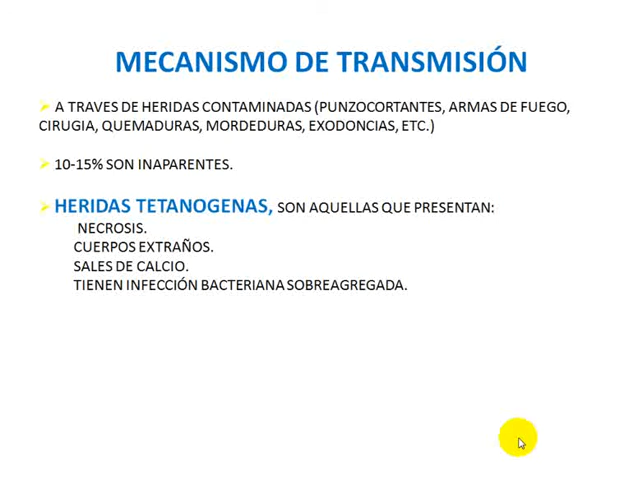 MECANISMO DE TRANSMISIÓN
A TRAVES DE HERIDAS CONTAMINADAS (PUNZOCORTANTES, ARMAS DE FUEGO,
CIRUGIA, QUEMADURAS, MORDEDURAS, EXODONCIAS, ETC.)
10-15% SON INAPARENTES.
HERIDAS TETANOGENAS, SON AQUELLAS QUE PRESENTAN:
NECROSIS.
CUERPOS EXTRAÑOS.
SALES DE CALCIO.
TIENEN INFECCIÓN BACTERIANA SOBREAGREGADA.